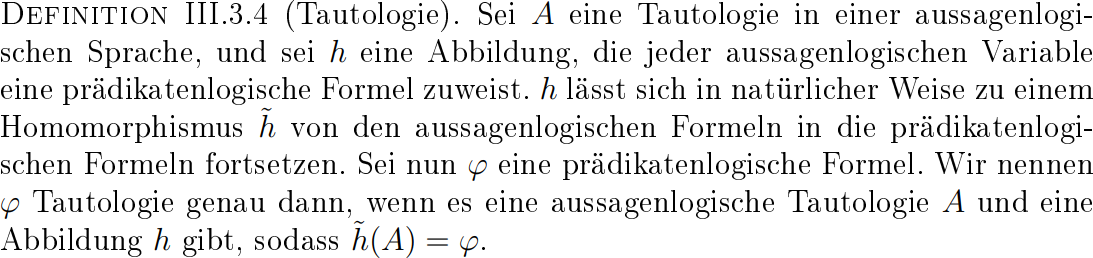 DEFINITION III.3.4 (Tautologie). Sei A eine Tautologie in einer aussagenlogi-
schen Sprache, und sei h eine Abbildung, die jeder aussagenlogischen Variable
eine prädikatenlogische Formel zuweist. h lässt sich in natürlicher Weise zu einem
Homomorphismus h̃ von den aussagenlogischen Formeln in die prädikatenlogi-
schen Formeln fortsetzen. Sei nun φ eine prädikatenlogische Formel. Wir nennen
φ Tautologie genau dann, wenn es eine aussagenlogische Tautologie A und eine
Abbildung h gibt, sodass h̃(A) = φ.